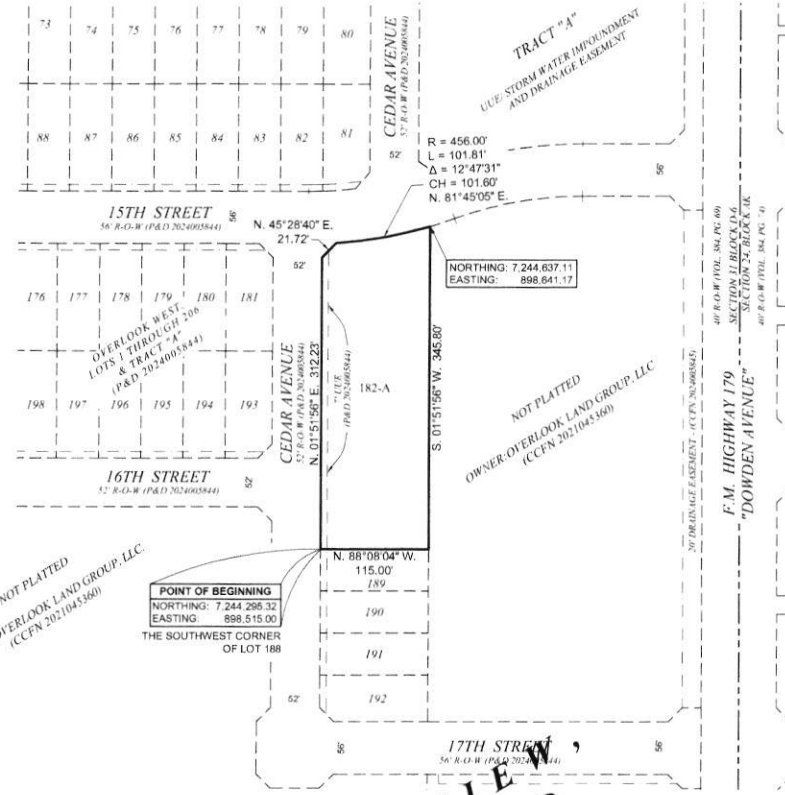 73
74
75
76
77
78
79
80
88
87
86
85
84
83
82
81
CEDAR AVENUE
52' R-O-W (P&D 2024005844)
52'
TRACT "A"
UUE/STORM WATER IMPOUNDMENT
AND DRAINAGE EASEMENT
R = 456.00'
L = 101.81'
Δ = 12°47'31"
CH = 101.60'
N. 81°45'05" E.
56'
15TH STREET
56' R-O-W (P&D 2024005844)
56'
N. 45°28'40" E.
21.72'
52'
NORTHING: 7,244,637.11
EASTING: 898,641.17
40' R-O-W (VOL. 384, PG. 69)
SECTION 31 BLOCK D-6
SECTION 24, BLOCK AK
176
177
178
179
180
181
OVERLOOK WEST,
LOTS 1 THROUGH 206
& TRACT "A"
(P&D 2024005844)
198
197
196
195
194
193
CEDAR AVENUE
52' R-O-W (P&D 2024005844)
N. 01°51'56" E. 312.23'
UUE
(P&D 2024005844)
182-A
S. 01°51'56" W. 345.80'
NOT PLATTED
OWNER:OVERLOOK LAND GROUP, LLC
(CCFN 2021045360)
20' DRAINAGE EASEMENT - (CCFN 2024005845)
F.M. HIGHWAY 179
"DOWDEN AVENUE"
16TH STREET
52' R-O-W (P&D 2024005844)
52'
NOT PLATTED
OVERLOOK LAND GROUP, LLC.
(CCFN 2021045360)
N. 88°08'04" W.
115.00'
189
190
191
192
POINT OF BEGINNING
NORTHING: 7,244,295.32
EASTING: 898,515.00
THE SOUTHWEST CORNER
OF LOT 188
52'
56'
17TH STREET
56' R-O-W (P&D 2024005844)
56'